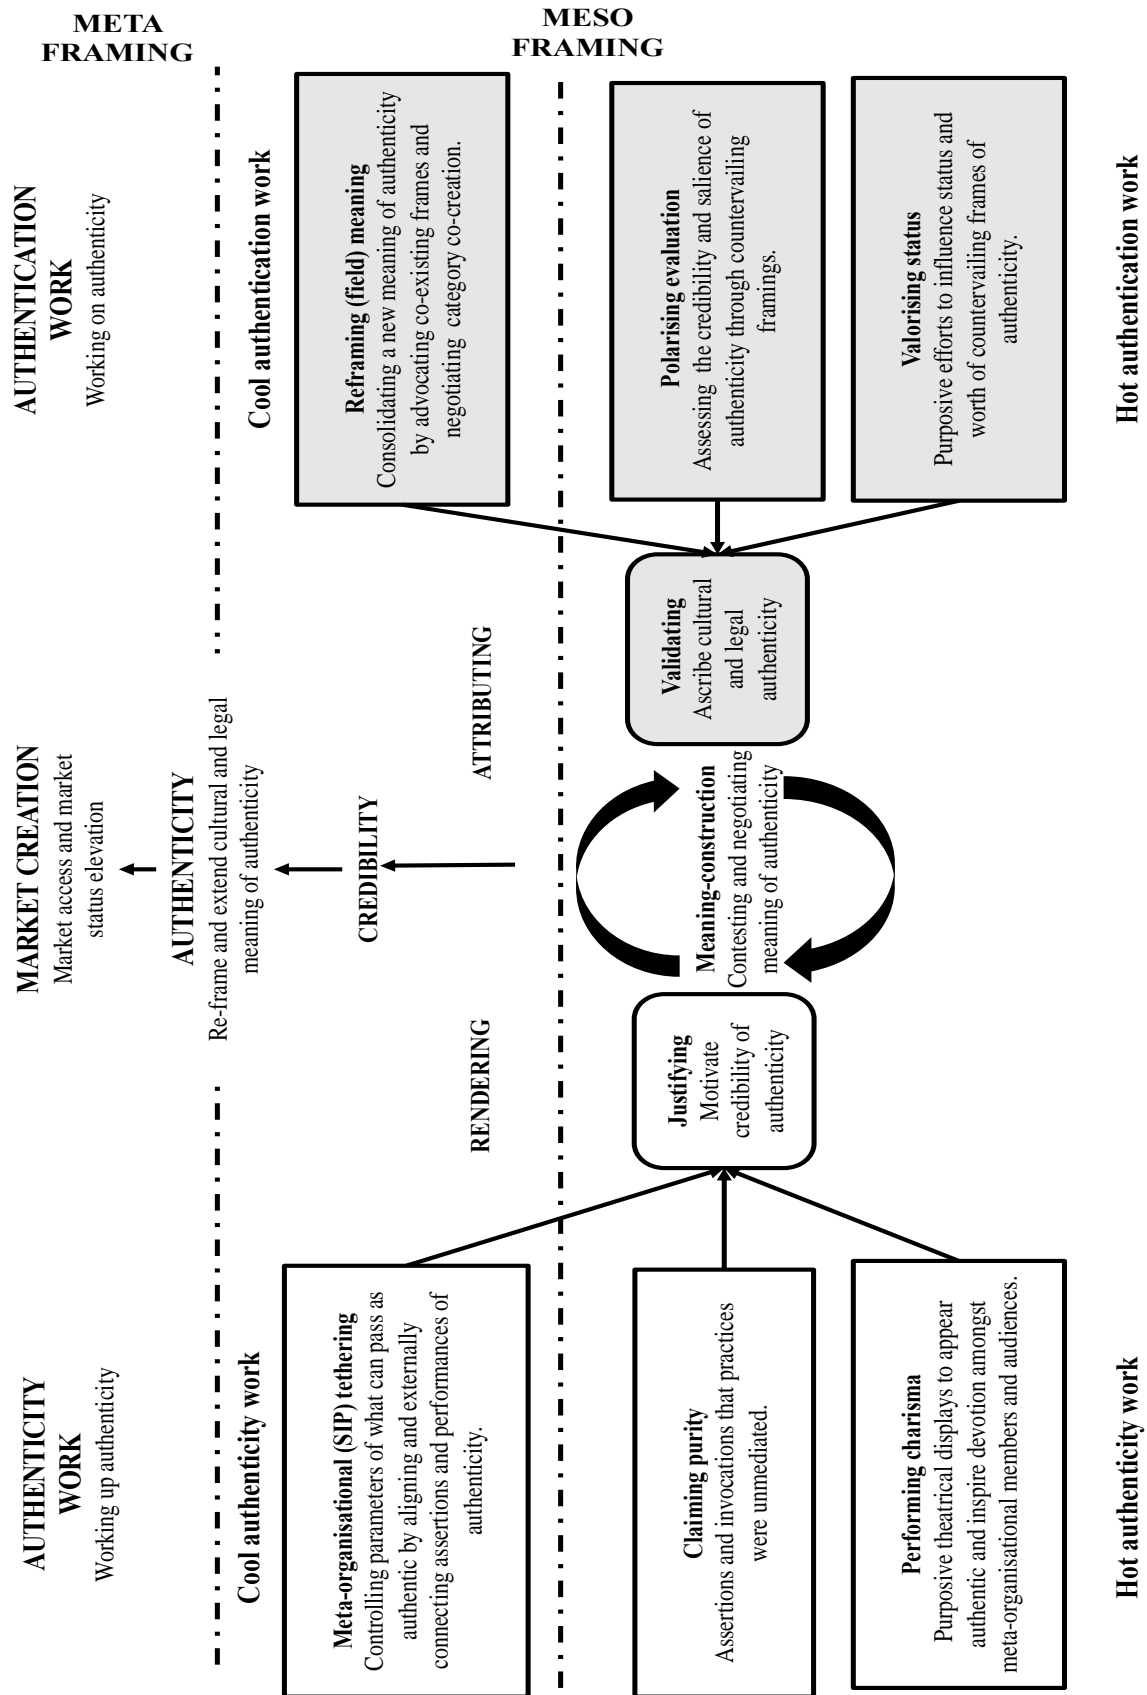 AUTHENTICITY
WORK
Working up authenticity
MARKET CREATION
Market access and market
status elevation
AUTHENTICATION
WORK
Working on authenticity
META
FRAMING
AUTHENTICITY
Re-frame and extend cultural and legal
meaning of authenticity
Cool authenticity work
Cool authentication work
CREDIBILITY
Meta-organisational (SIP) tethering
Controlling parameters of what can pass as
authentic by aligning and externally
connecting assertions and performances of
authenticity.
RENDERING
ATTRIBUTING
Reframing (field) meaning
Consolidating a new meaning of authenticity
by advocating co-existing frames and
negotiating category co-creation.
MESO
FRAMING
Claiming purity
Assertions and invocations that practices
were unmediated.
Justifying
Motivate
credibility of
authenticity
Meaning-construction
Contesting and negotiating
meaning of authenticity
Validating
Ascribe cultural
and legal
authenticity
Polarising evaluation
Assessing the credibility and salience of
authenticity through countervailing
framings.
Performing charisma
Purposive theatrical displays to appear
authentic and inspire devotion amongst
meta-organisational members and audiences.
Valorising status
Purposive efforts to influence status and
worth of countervailing frames of
authenticity.
Hot authenticity work
Hot authentication work